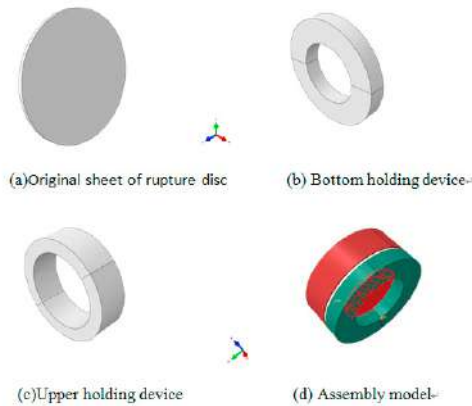 (a)Original sheet of rupture disc
(b) Bottom holding device
(c)Upper holding device
(d) Assembly model